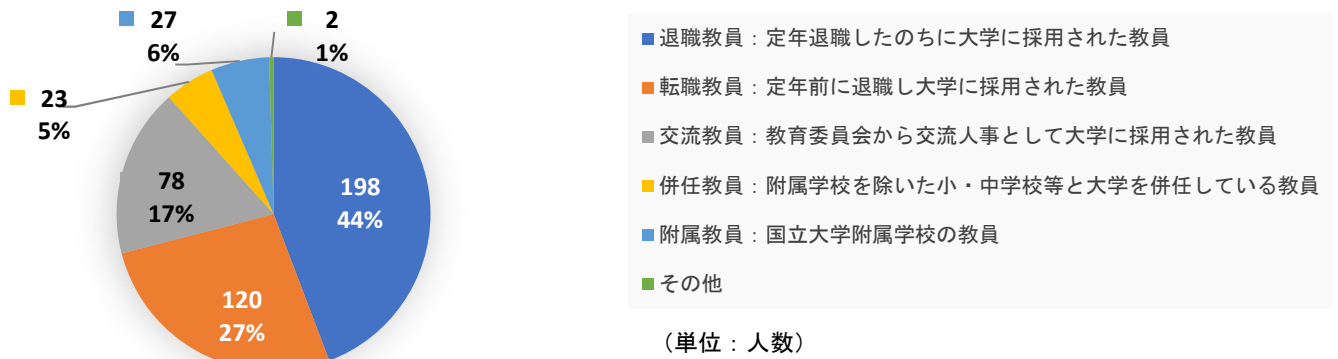 27
6%
2
1%
23
5%
78
17%
198
44%
120
27%
退職教員：定年退職したのちに大学に採用された教員
転職教員：定年前に退職し大学に採用された教員
交流教員：教育委員会から交流人事として大学に採用された教員
併任教員：附属学校を除いた小・中学校等と大学を併任している教員
附属教員：国立大学附属学校の教員
その他
（単位：人数）